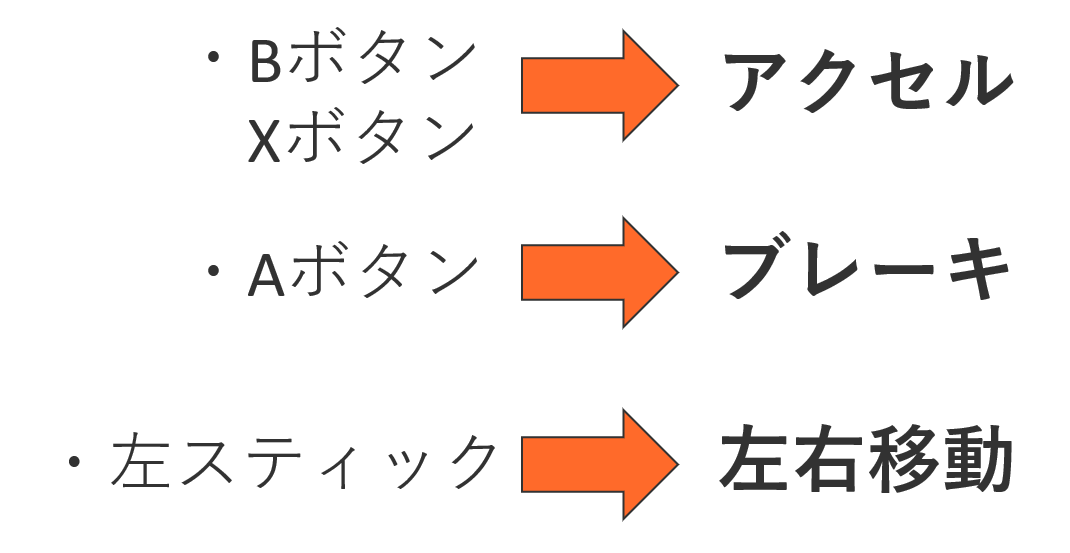 ・Bボタン
Xボタン
アクセル
・Aボタン
ブレーキ
・左スティック
左右移動